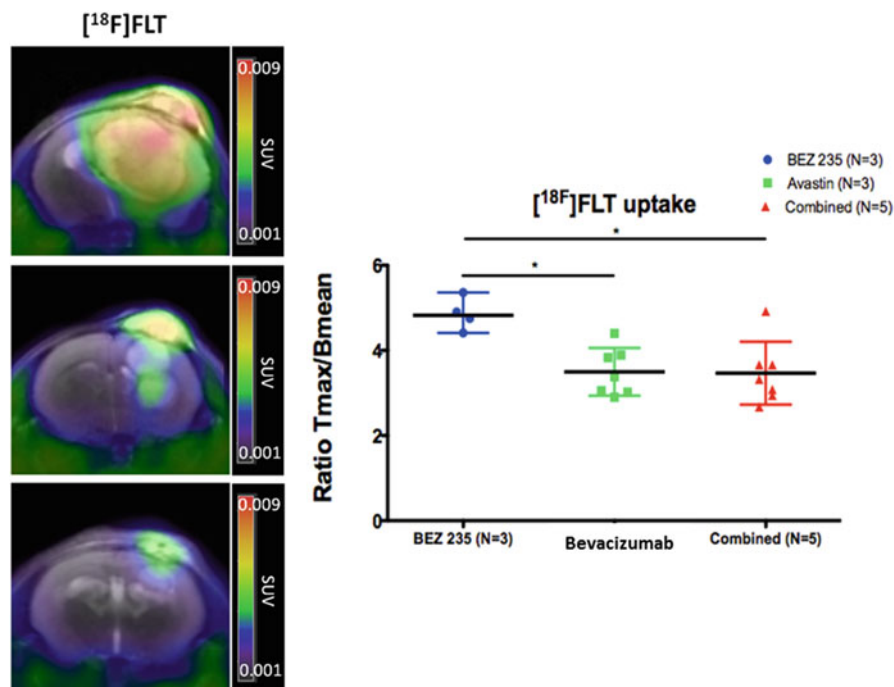 [¹⁸F]FLT
0.009
SUV
0.001
0.009
SUV
0.001
0.009
SUV
0.001
BEZ 235 (N=3)
Avastin (N=3)
Combined (N=5)
[¹⁸F]FLT uptake
*
*
Ratio Tmax/Bmean
6
4
2
0
BEZ 235 (N=3)
Bevacizumab
Combined (N=5)